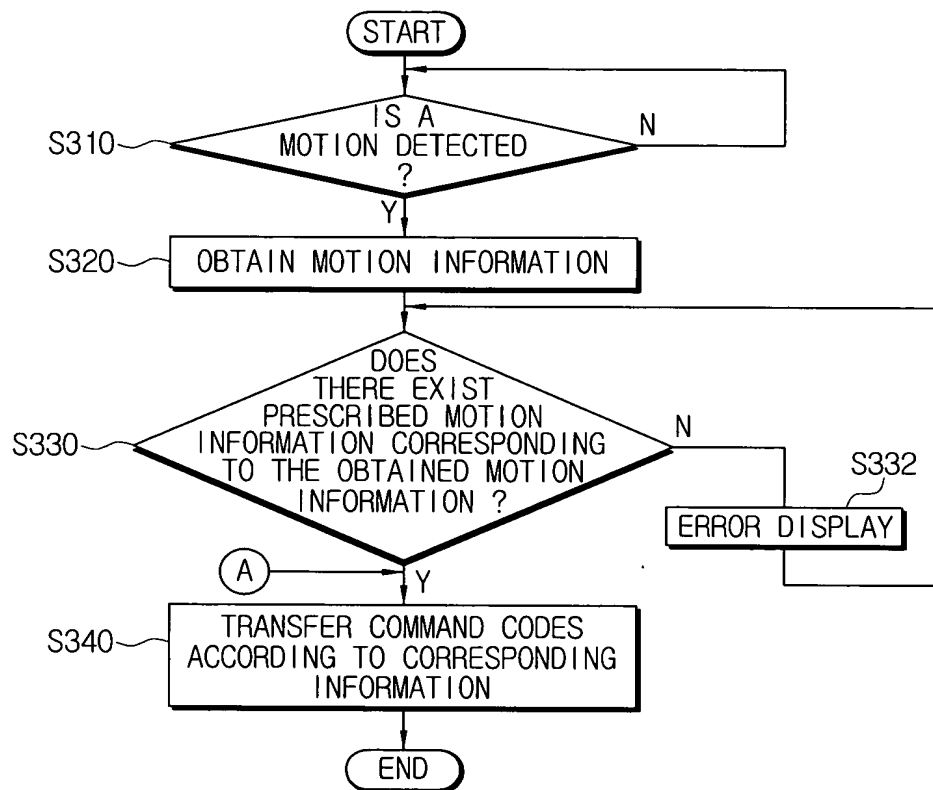 START
IS A
MOTION DETECTED
?
S310
N
Y
S320
OBTAIN MOTION INFORMATION
DOES
THERE EXIST
PRESCRIBED MOTION
INFORMATION CORRESPONDING
TO THE OBTAINED MOTION
INFORMATION ?
S330
N
S332
ERROR DISPLAY
A
Y
S340
TRANSFER COMMAND CODES
ACCORDING TO CORRESPONDING
INFORMATION
END